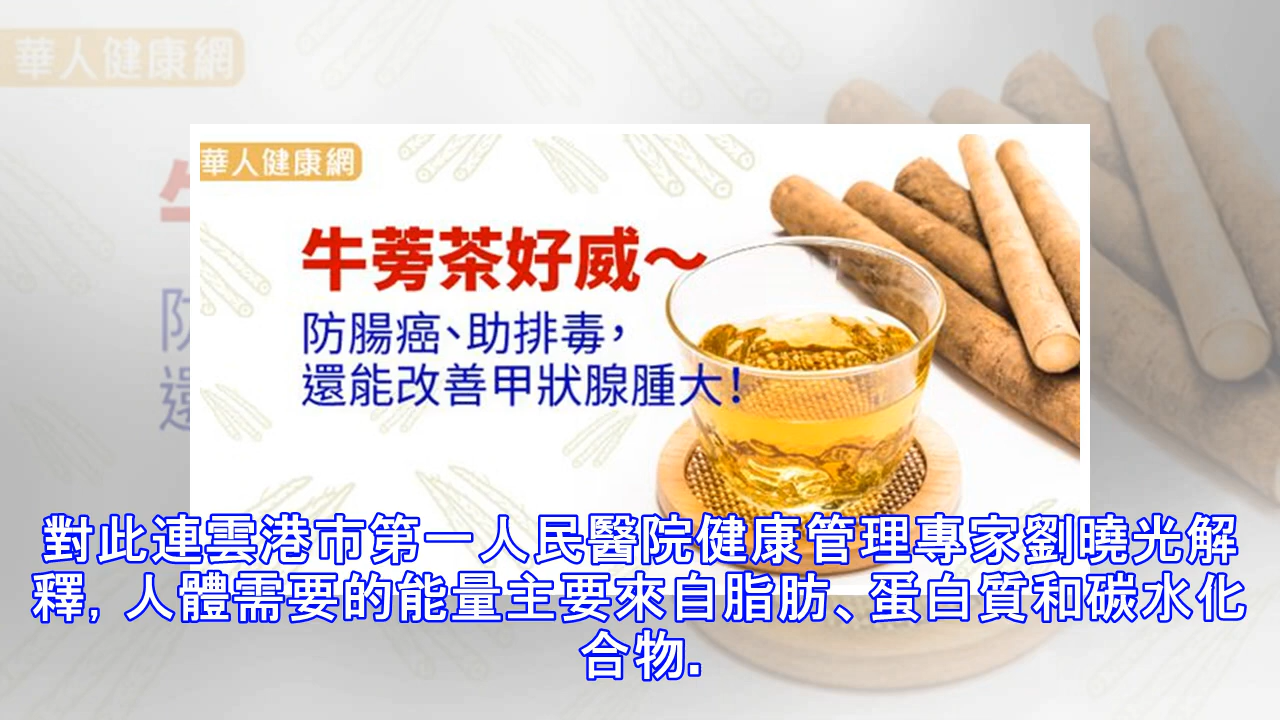 華人健康網
華人健康網
牛蒡茶好威～
防腸癌、助排毒，
還能改善甲狀腺腫大！
防
還
對此連雲港市第一人民醫院健康管理專家劉曉光解
釋, 人體需要的能量主要來自脂肪、蛋白質和碳水化
合物.